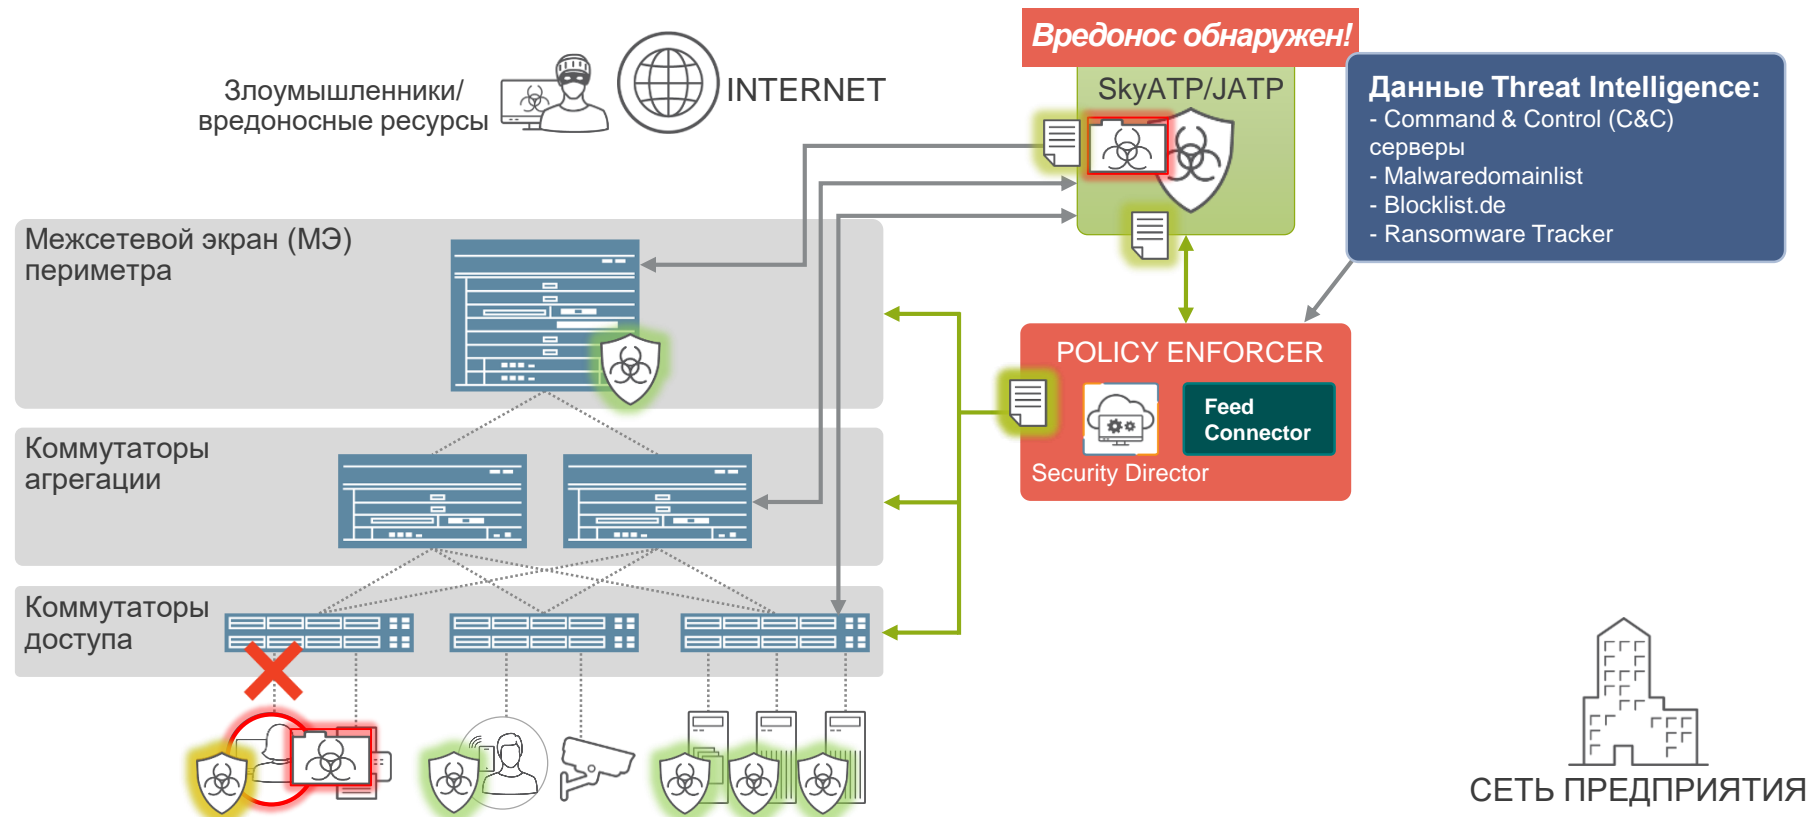 Вредонос обнаружен!
Злоумышленники/
вредоносные ресурсы
INTERNET
SkyATP/JATP
Данные Threat Intelligence:
- Command & Control (C&C)
серверы
- Malwaredomainlist
- Blocklist.de
- Ransomware Tracker
Межсетевой экран (МЭ)
периметра
POLICY ENFORCER
Feed
Connector
Security Director
Коммутаторы
агрегации
Коммутаторы
доступа
СЕТЬ ПРЕДПРИЯТИЯ